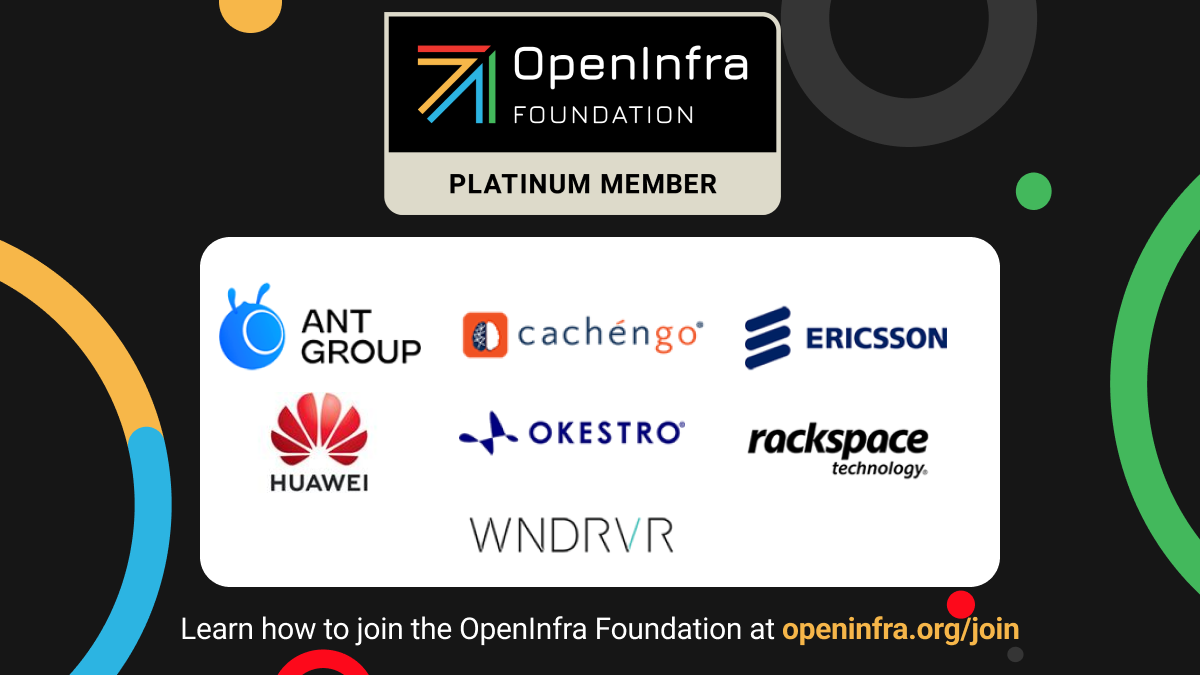 OpenInfra
FOUNDATION
PLATINUM MEMBER
ANT
GROUP
cachéngo®
ERICSSON
HUAWEI
OKESTRO®
rackspace
technology®
WNDRVR
Learn how to join the OpenInfra Foundation at openinfra.org/join